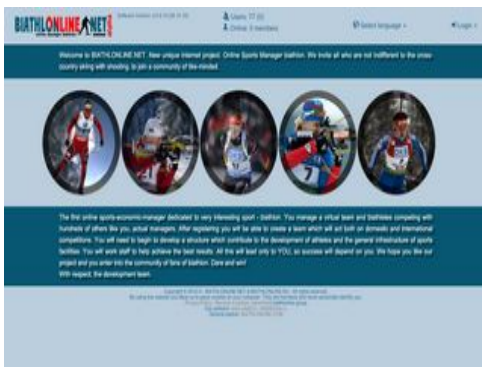 BIATHLONLINE.NET
Users: 77
Online: 0 members
Select language
Login
Welcome to BIATHLONLINE.NET. New unique internet project. Online Sports Manager biathlon. We invite all who are not indifferent to the cross-
country skiing with shooting, to join a community of like-minded.
The first online sports-economic-manager dedicated to very interesting sport - biathlon. You manage a virtual team and biathletes competing with
hundreds of others like you, actual managers. After registering you will be able to create a team which will act both on domestic and international
competitions. You will need to begin to develop a structure which contribute to the development of athletes and the general infrastructure of sports
facilities. You will work staff to help achieve the best results. All this will lead only to YOU, so success will depend on you. We hope you like our
project and you enter into the community of fans of biathlon. Dare and win!
With respect, the development team.